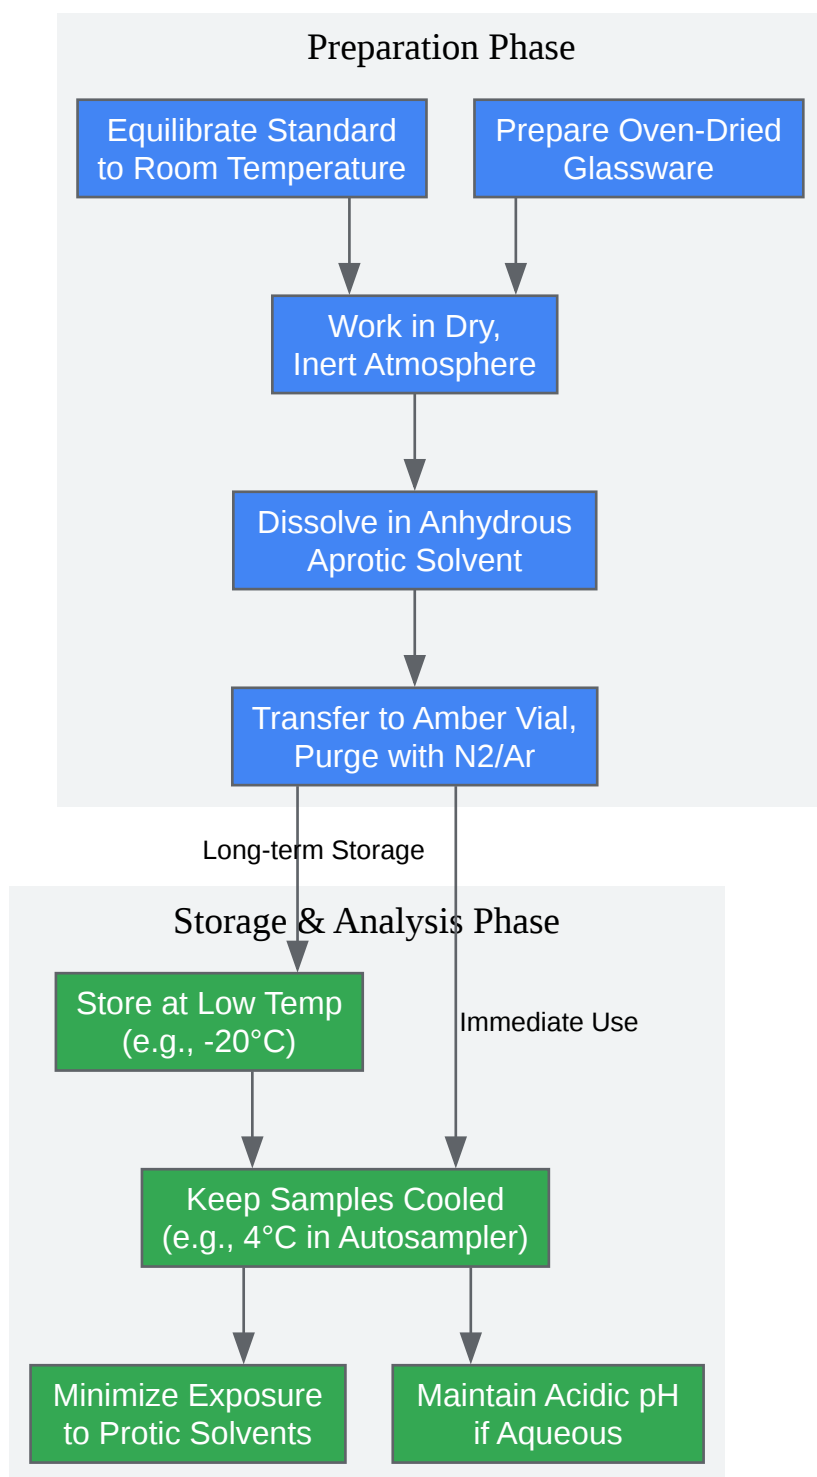 Preparation Phase
Equilibrate Standard
to Room Temperature
Prepare Oven-Dried
Glassware
Work in Dry,
Inert Atmosphere
Dissolve in Anhydrous
Aprotic Solvent
Transfer to Amber Vial,
Purge with N2/Ar
Long-term Storage
Storage & Analysis Phase
Store at Low Temp
(e.g., -20°C)
Immediate Use
Keep Samples Cooled
(e.g., 4°C in Autosampler)
Minimize Exposure
to Protic Solvents
Maintain Acidic pH
if Aqueous